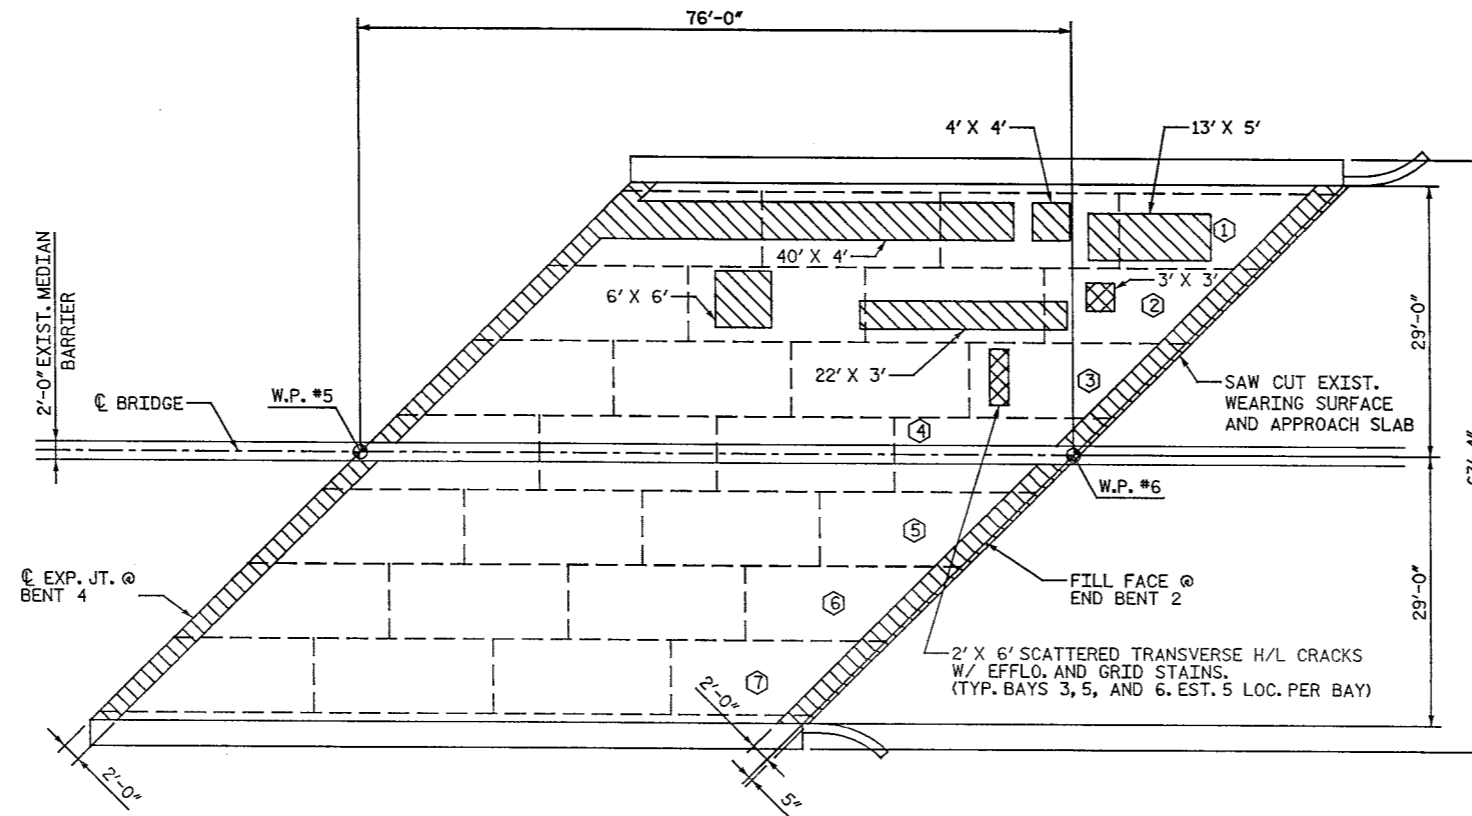 76'-0"
4' X 4'
13' X 5'
1
40' X 4'
3' X 3'
6' X 6'
2
2'-0" EXIST. MEDIAN
BARRIER
29'-0"
22' X 3'
3
SAW CUT EXIST.
WEARING SURFACE
AND APPROACH SLAB
℄ BRIDGE
W.P. #5
4
W.P. #6
5
℄ EXP. JT. @
BENT 4
6
FILL FACE @
END BENT 2
29'-0"
2' X 6' SCATTERED TRANSVERSE H/L CRACKS
W/ EFFLO. AND GRID STAINS.
(TYP. BAYS 3, 5, AND 6. EST. 5 LOC. PER BAY)
7
2'-0"
2'-0"
5"